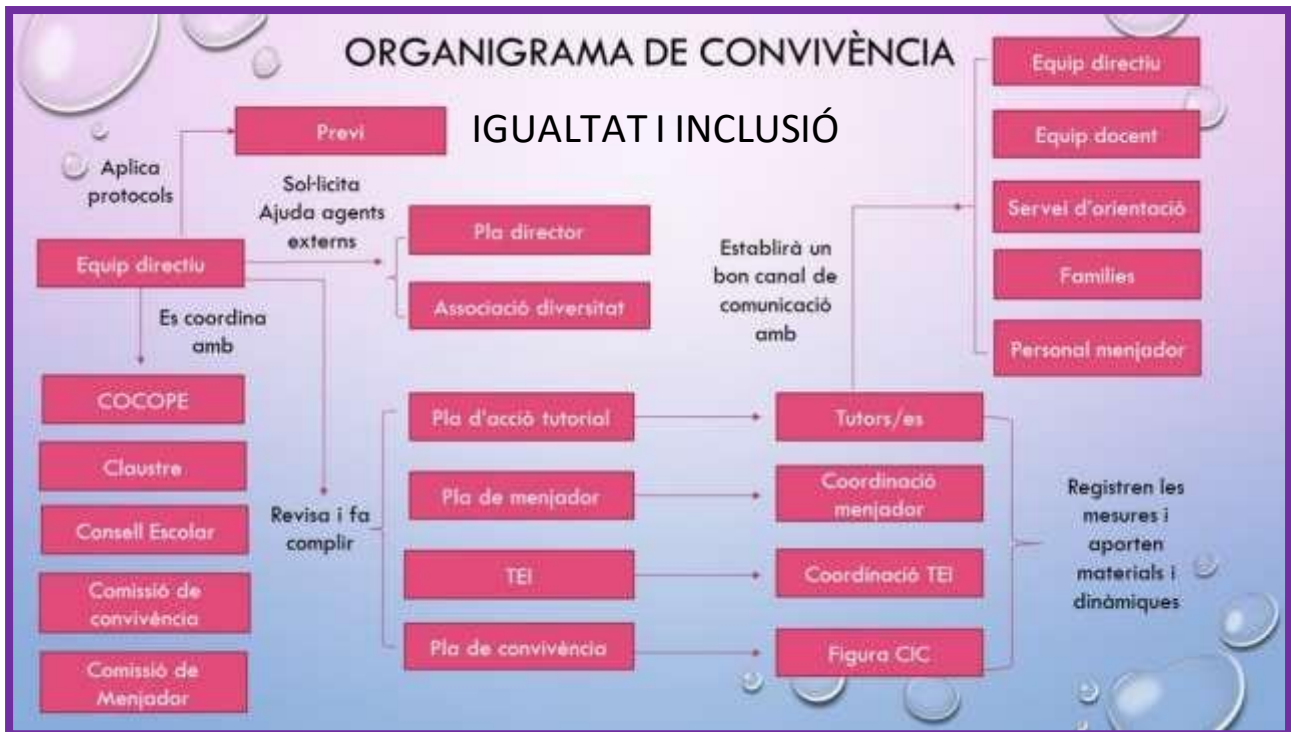 ORGANIGRAMA DE CONVIVÈNCIA
IGUALTAT I INCLUSIÓ
Previ
Aplica
protocols
Equip directiu
Sol·licita
Ajuda agents
externs
Pla director
Associació diversitat
Es coordina
amb
COCOPE
Claustre
Consell Escolar
Comissió de
convivència
Comissió de
Menjador
Revisa i fa
complir
Pla d'acció tutorial
Pla de menjador
TEI
Pla de convivència
Tutors/es
Coordinació
menjador
Coordinació TEI
Figura CIC
Establirà un
bon canal de
comunicació
amb
Equip directiu
Equip docent
Servei d'orientació
Famílies
Personal menjador
Registren les
mesures i
aporten
materials i
dinàmiques